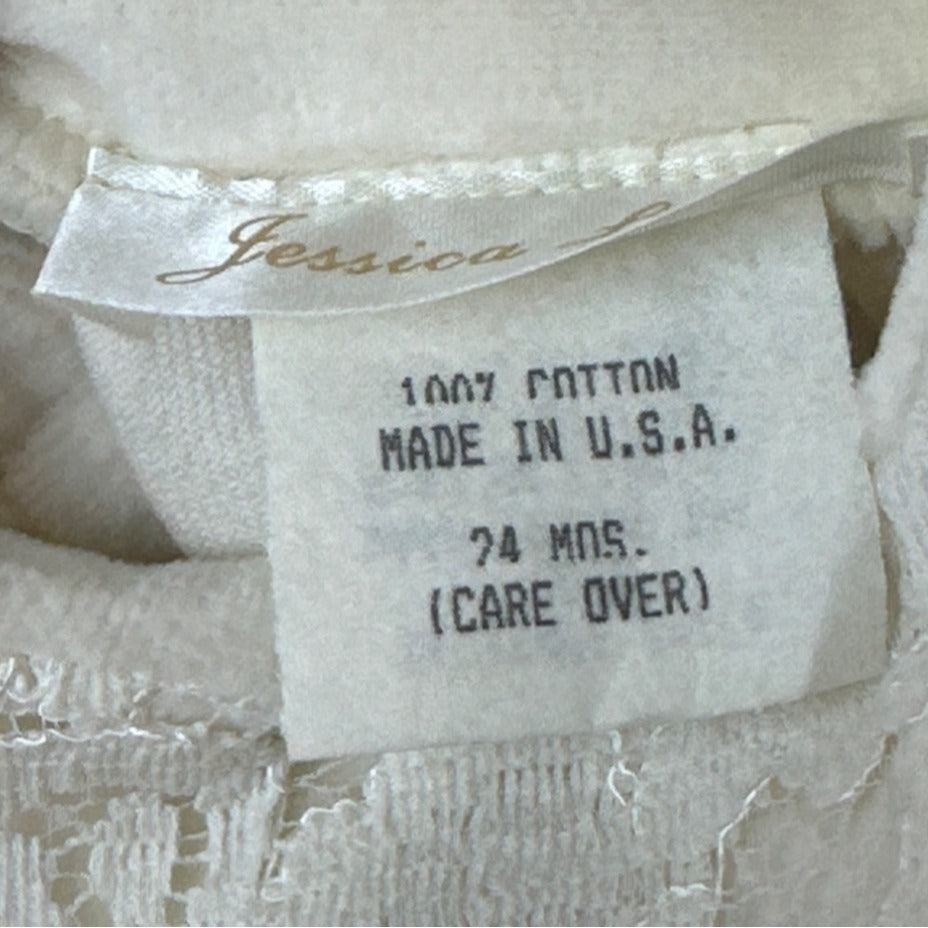 Jessica
100% COTTON
MADE IN U.S.A.
24 MOS.
(CARE OVER)